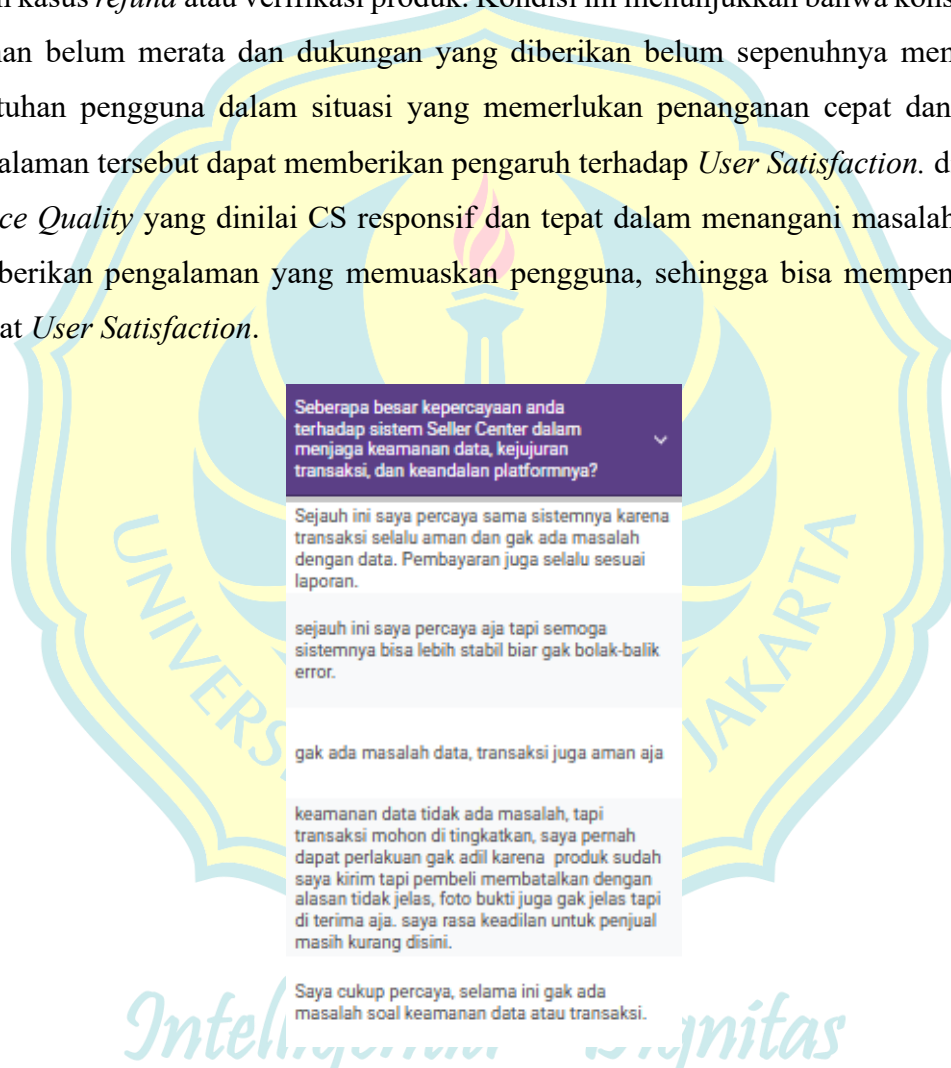 kasus refund atau verifikasi produk. Kondisi ini menunjukkan bahwa
belum merata dan dukungan yang diberikan belum sepenuhnya
pengguna dalam situasi yang memerlukan penanganan cepat dan
tersebut dapat memberikan pengaruh terhadap User Satisfaction. d
Quality yang dinilai CS responsif dan tepat dalam menangani masalah
berikan pengalaman yang memuaskan pengguna, sehingga bisa mempen
at User Satisfaction.
Seberapa besar kepercayaan anda
terhadap sistem Seller Center dalam
menjaga keamanan data, kejujuran
transaksi, dan keandalan platformnya?
Sejauh ini saya percaya sama sistemnya karena
transaksi selalu aman dan gak ada masalah
dengan data. Pembayaran juga selalu sesuai
laporan.
sejauh ini saya percaya aja tapi semoga
sistemnya bisa lebih stabil biar gak bolak-balik
error.
gak ada masalah data, transaksi juga aman aja
keamanan data tidak ada masalah, tapi
transaksi mohon di tingkatkan, saya pernah
dapat perlakuan gak adil karena produk sudah
saya kirim tapi pembeli membatalkan dengan
alasan tidak jelas, foto bukti juga gak jelas tapi
di terima aja. saya rasa keadilan untuk penjual
masih kurang disini.
Saya cukup percaya, selama ini gak ada
masalah soal keamanan data atau transaksi.
UNIVERS
JAKARTA